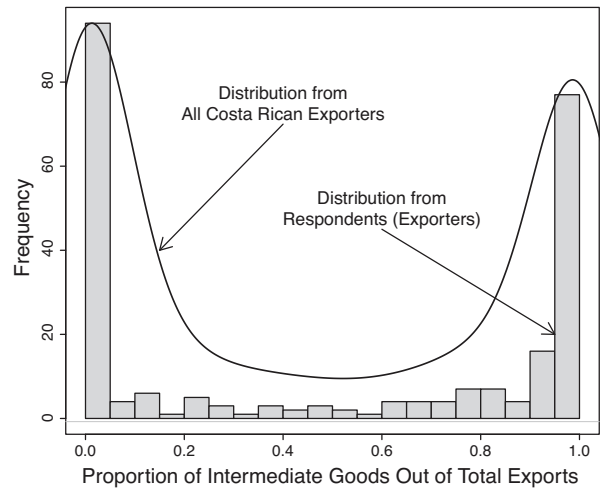 Distribution from
All Costa Rican Exporters
Distribution from
Respondents (Exporters)
Frequency
80
60
40
20
0
0.0 0.2 0.4 0.6 0.8 1.0
Proportion of Intermediate Goods Out of Total Exports